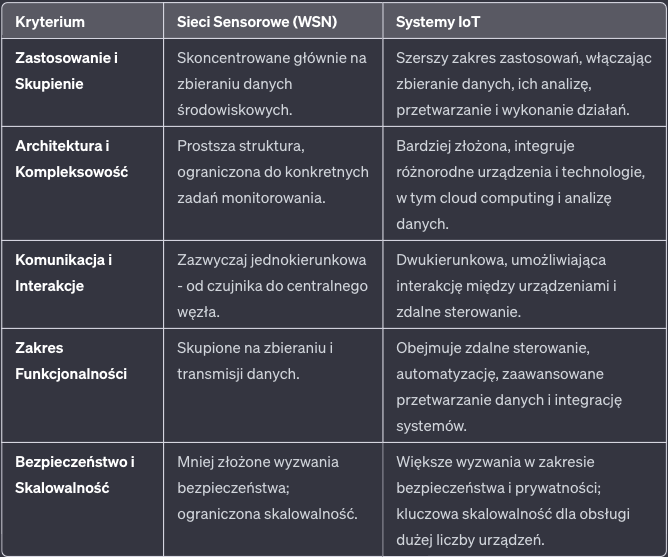 Kryterium
Sieci Sensorowe (WSN)
Systemy IoT
Zastosowanie i
Skupienie
Skoncentrowane głównie na
zbieraniu danych
środowiskowych.
Szerszy zakres zastosowań, włączając
zbieranie danych, ich analizę,
przetwarzanie i wykonanie działań.
Architektura i
Kompleksowość
Prostsza struktura,
ograniczona do konkretnych
zadań monitorowania.
Bardziej złożona, integruje
różnorodne urządzenia i technologie,
w tym cloud computing i analizę
danych.
Komunikacja i
Interakcje
Zazwyczaj jednokierunkowa
- od czujnika do centralnego
węzła.
Dwukierunkowa, umożliwiająca
interakcję między urządzeniami i
zdalne sterowanie.
Zakres
Funkcjonalności
Skupione na zbieraniu i
transmisji danych.
Obejmuje zdalne sterowanie,
automatyzację, zaawansowane
przetwarzanie danych i integrację
systemów.
Bezpieczeństwo i
Skalowalność
Mniej złożone wyzwania
bezpieczeństwa;
ograniczona skalowalność.
Większe wyzwania w zakresie
bezpieczeństwa i prywatności;
kluczowa skalowalność dla obsługi
dużej liczby urządzeń.